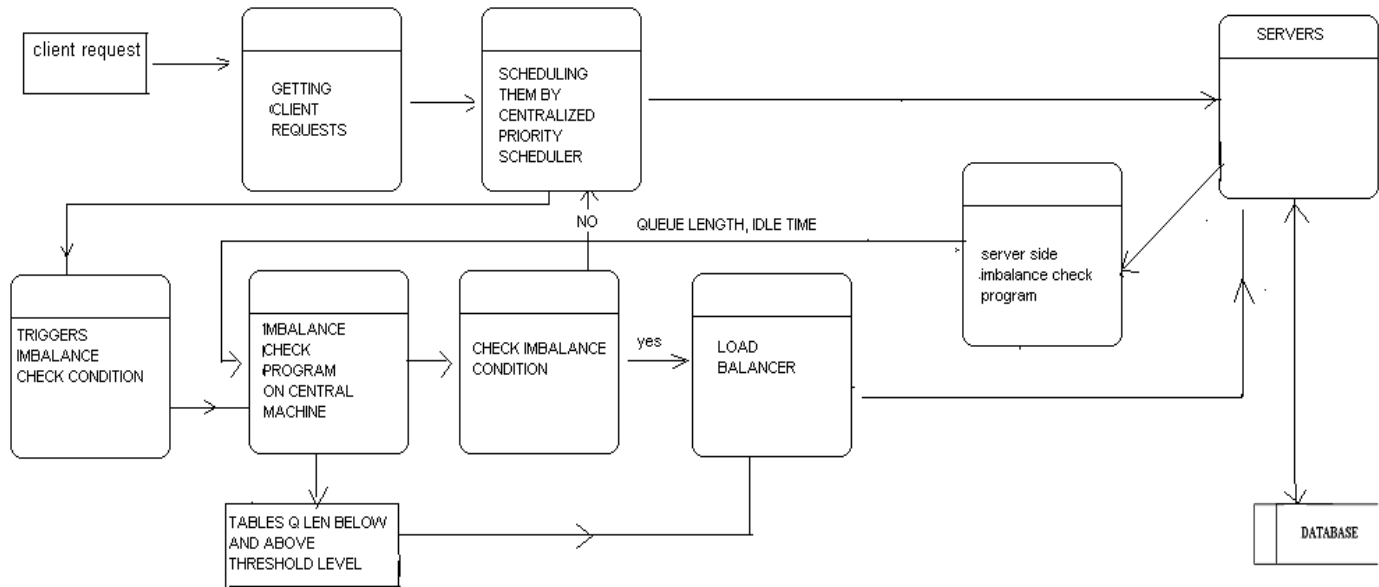 client request
GETTING
CLIENT
REQUESTS
SCHEDULING
THEM BY
CENTRALIZED
PRIORITY
SCHEDULER
SERVERS
NO
QUEUE LENGTH, IDLE TIME
server side
imbalance check
program
TRIGGERS
IMBALANCE
CHECK CONDITION
IMBALANCE
CHECK
PROGRAM
ON CENTRAL
MACHINE
CHECK IMBALANCE
CONDITION
yes
LOAD
BALANCER
TABLES Q LEN BELOW
AND ABOVE
THRESHOLD LEVEL
DATABASE